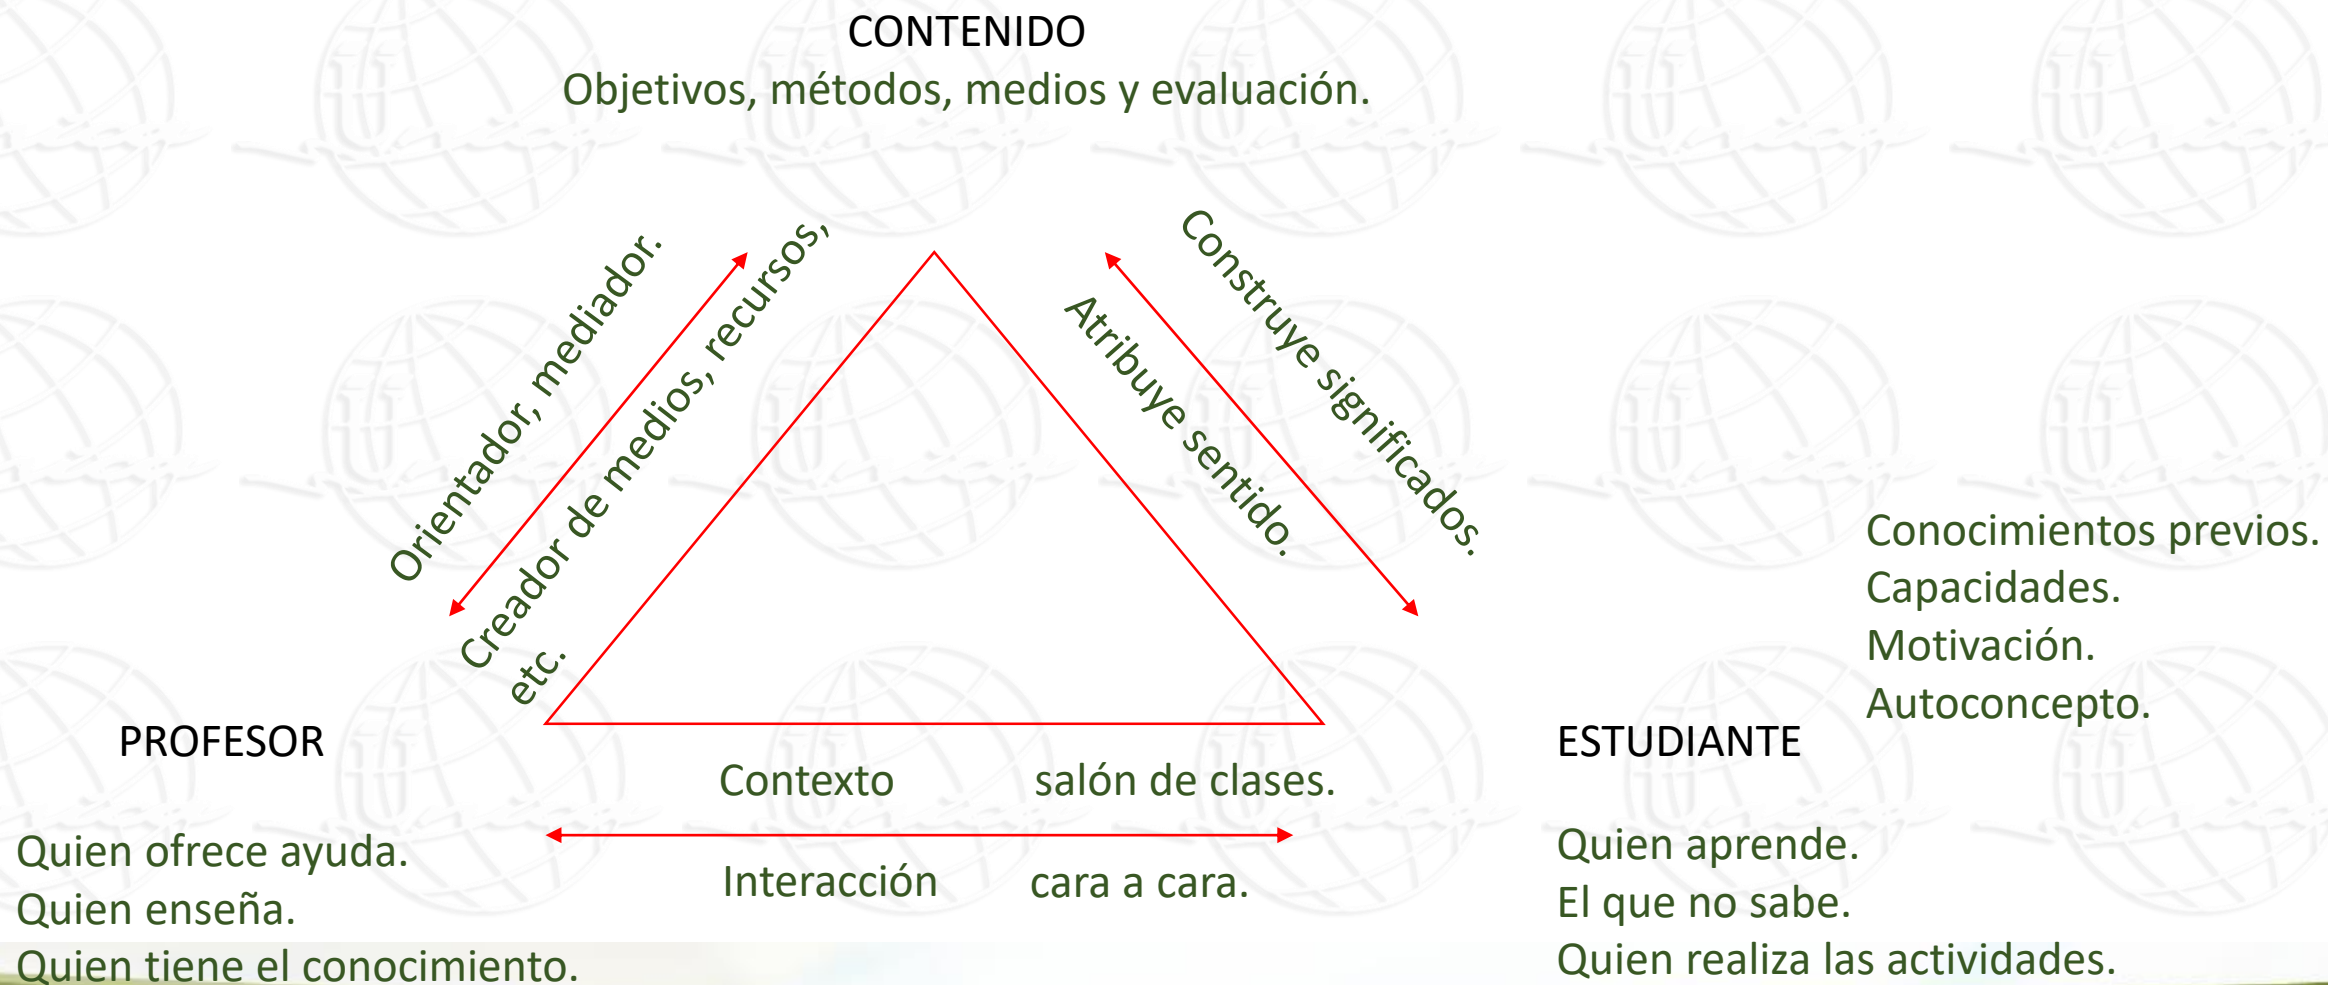 CONTENIDO
Objetivos, métodos, medios y evaluación.
Orientador, mediador.
Creador de medios, recursos,
etc.
Construye significados.
Atribuye sentido.
Conocimientos previos.
Capacidades.
Motivación.
Autoconcepto.
PROFESOR
ESTUDIANTE
Contexto salón de clases.
Interacción cara a cara.
Quien ofrece ayuda.
Quien enseña.
Quien tiene el conocimiento.
Quien aprende.
El que no sabe.
Quien realiza las actividades.